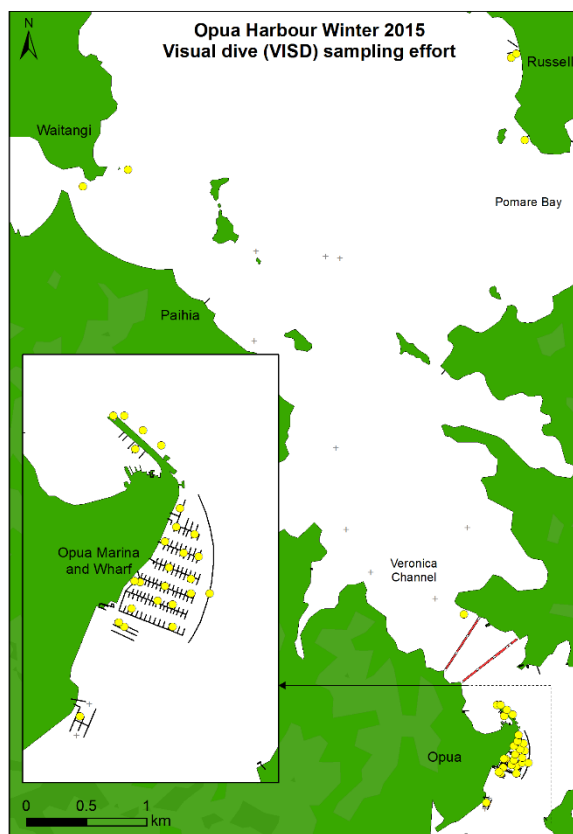 Opua Harbour Winter 2015
Visual dive (VISD) sampling effort
N
Russell
Waitangi
Pomare Bay
Paihia
Opua Marina
and Wharf
Veronica
Channel
Opua
0 0.5 1
km